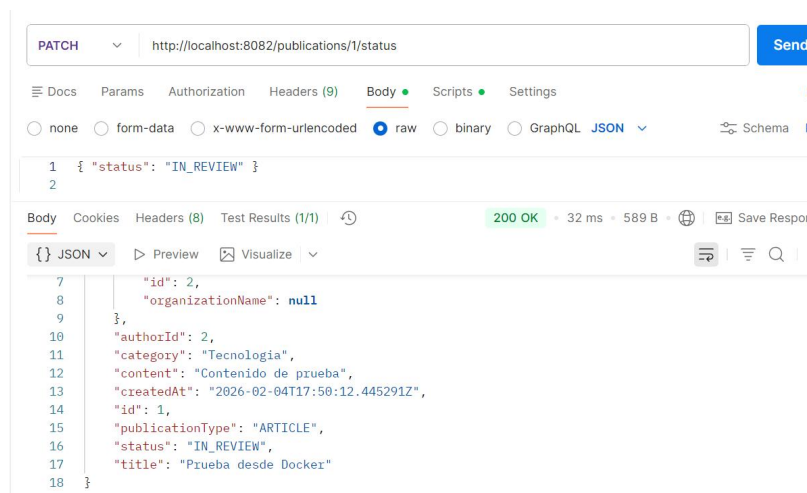 PATCH http://localhost:8082/publications/1/status Send
Docs Params Authorization Headers (9) Body Scripts Settings
none form-data x-www-form-urlencoded raw binary GraphQL JSON Schema
1 { "status": "IN_REVIEW" }
2
Body Cookies Headers (8) Test Results (1/1) 200 OK 32 ms 589 B e.g. Save Respon
{} JSON Preview Visualize
7 "id": 2,
8 "organizationName": null
9 },
10 "authorId": 2,
11 "category": "Tecnologia",
12 "content": "Contenido de prueba",
13 "createdAt": "2026-02-04T17:50:12.445291Z",
14 "id": 1,
15 "publicationType": "ARTICLE",
16 "status": "IN_REVIEW",
17 "title": "Prueba desde Docker"
18 }